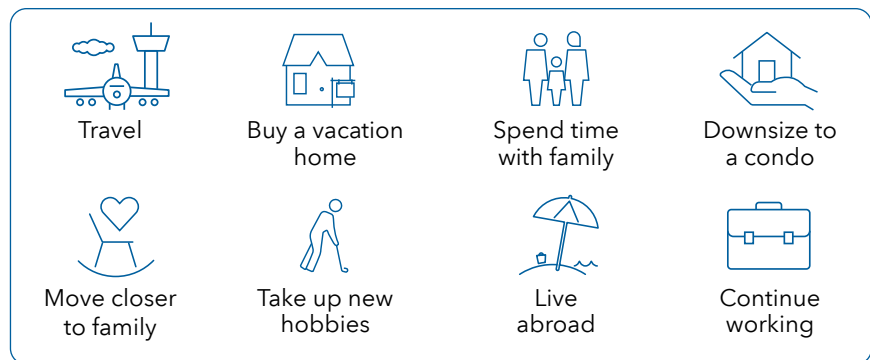 Travel
Buy a vacation
home
Spend time
with family
Downsize to
a condo
Move closer
to family
Take up new
hobbies
Live
abroad
Continue
working